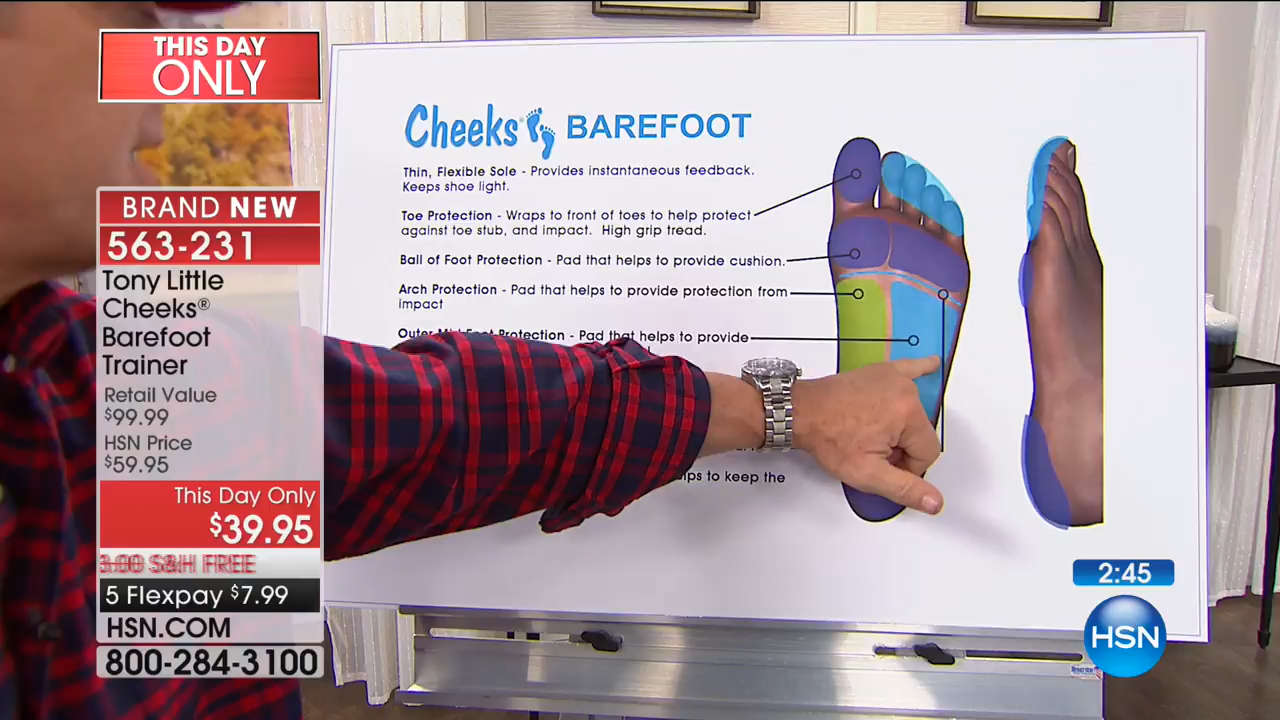 THIS DAY
ONLY
BRAND NEW
563-231
Tony Little
Cheeks®
Barefoot
Trainer
Retail Value
$99.99
HSN Price
$59.95
This Day Only
$39.95
S&H FREE
5 Flexpay $7.99
HSN.COM
800-284-3100
Cheeks® BAREFOOT
Thin, Flexible Sole - Provides instantaneous feedback.
Keeps shoe light.
Toe Protection - Wraps to front of toes to help protect
against toe stub, and impact. High grip tread.
Ball of Foot Protection - Pad that helps to provide cushion.
Arch Protection - Pad that helps to provide protection from
impact
Outer Mid Foot Protection - Pad that helps to provide
to keep the
2:45
HSN